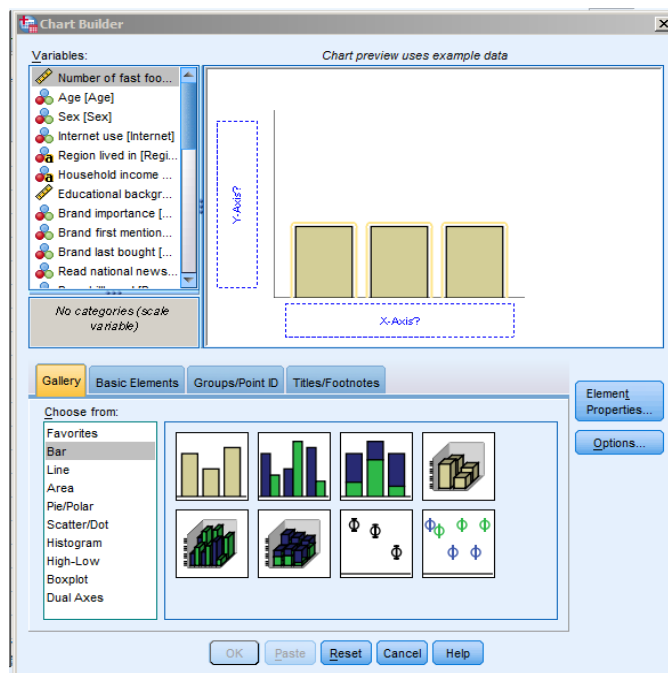 Chart Builder
Variables:
Chart preview uses example data
Number of fast foo...
Age [Age]
Sex [Sex]
Internet use [Internet]
Region lived in [Regi...
Household income ...
Educational backgr...
Brand importance [...
Brand first mention...
Brand last bought [...
Read national news...
No categories (scale
variable)
Y-Axis?
X-Axis?
Gallery
Basic Elements
Groups/Point ID
Titles/Footnotes
Choose from:
Favorites
Bar
Line
Area
Pie/Polar
Scatter/Dot
Histogram
High-Low
Boxplot
Dual Axes
Element
Properties...
Options...
OK
Paste
Reset
Cancel
Help